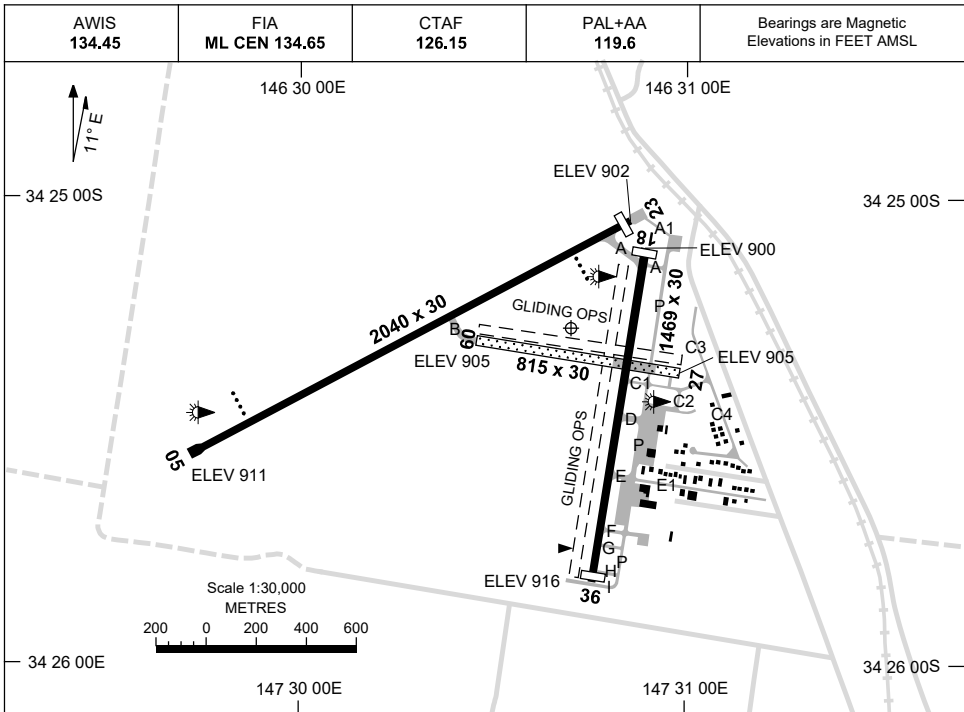 AWIS
134.45
FIA
ML CEN 134.65
CTAF
126.15
PAL+AA
119.6
Bearings are Magnetic
Elevations in FEET AMSL
146 30 00E
146 31 00E
11° E
34 25 00S
34 25 00S
ELEV 902
23
A1
18
A
A
ELEV 900
2040 x 30
GLIDING OPS
P
1469 x 30
B
09
ELEV 905
815 x 30
C3
ELEV 905
27
C1
C2
C4
D
05
ELEV 911
GLIDING OPS
P
E
E1
F
G
P
H
ELEV 916
36
Scale 1:30,000
METRES
200 0 200 400 600
34 26 00E
34 26 00S
147 30 00E
147 31 00E